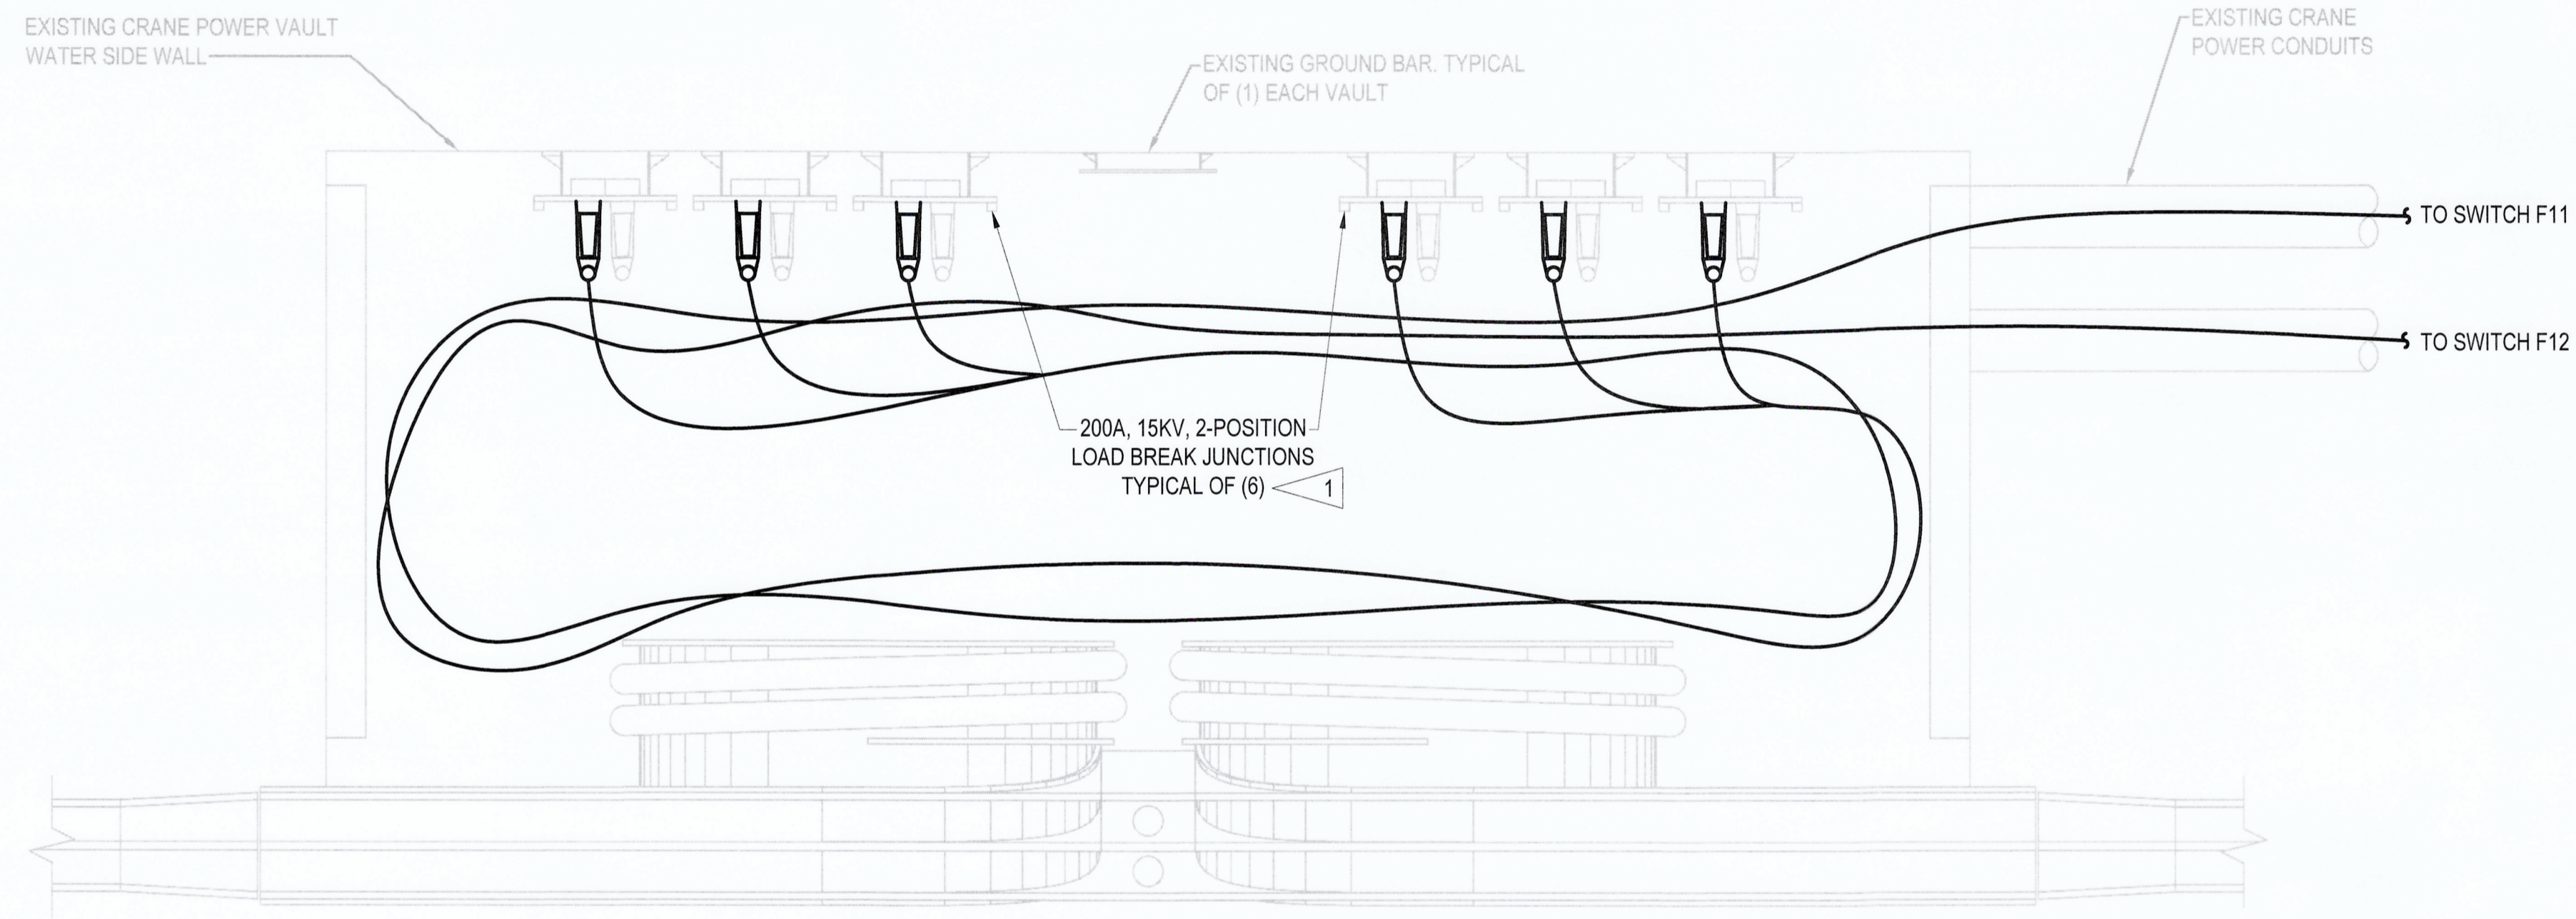 EXISTING CRANE POWER VAULT
WATER SIDE WALL
EXISTING GROUND BAR. TYPICAL
OF (1) EACH VAULT
EXISTING CRANE
POWER CONDUITS
TO SWITCH F11
TO SWITCH F12
200A, 15KV, 2-POSITION
LOAD BREAK JUNCTIONS
TYPICAL OF (6)
1